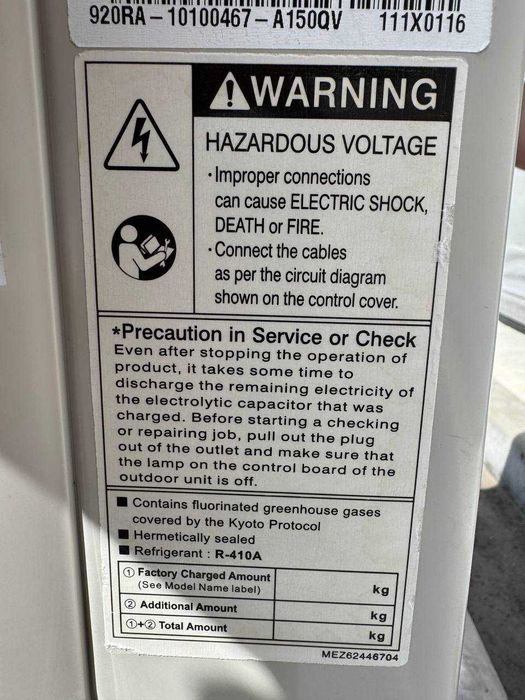 920RA-10100467-A150QV 111X0116
WARNING
HAZARDOUS VOLTAGE
·Improper connections
can cause ELECTRIC SHOCK,
DEATH or FIRE.
·Connect the cables
as per the circuit diagram
shown on the control cover.
*Precaution in Service or Check
Even after stopping the operation of
product, it takes some time to
discharge the remaining electricity of
the electrolytic capacitor that was
charged. Before starting a checking
or repairing job, pull out the plug
out of the outlet and make sure that
the lamp on the control board of the
outdoor unit is off.
■ Contains fluorinated greenhouse gases
covered by the Kyoto Protocol
■ Hermetically sealed
■ Refrigerant : R-410A
① Factory Charged Amount
(See Model Name label) kg
② Additional Amount kg
①+② Total Amount kg
MEZ62446704